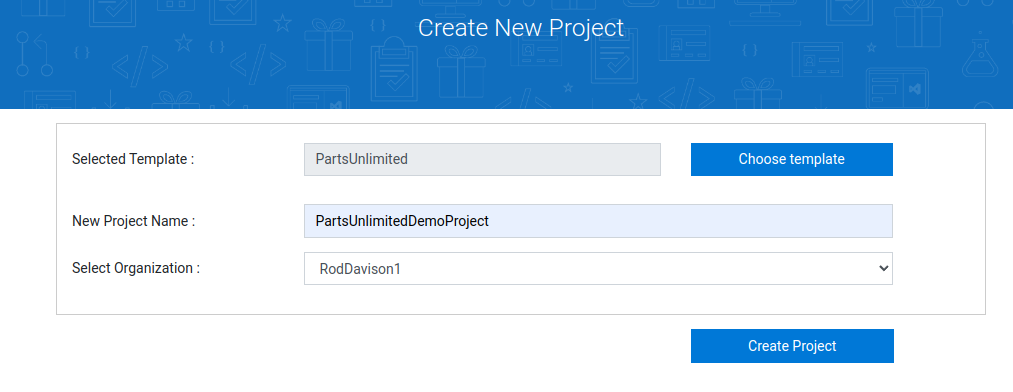 Create New Project
Selected Template : PartsUnlimited Choose template
New Project Name : PartsUnlimitedDemoProject
Select Organization : RodDavison1
Create Project